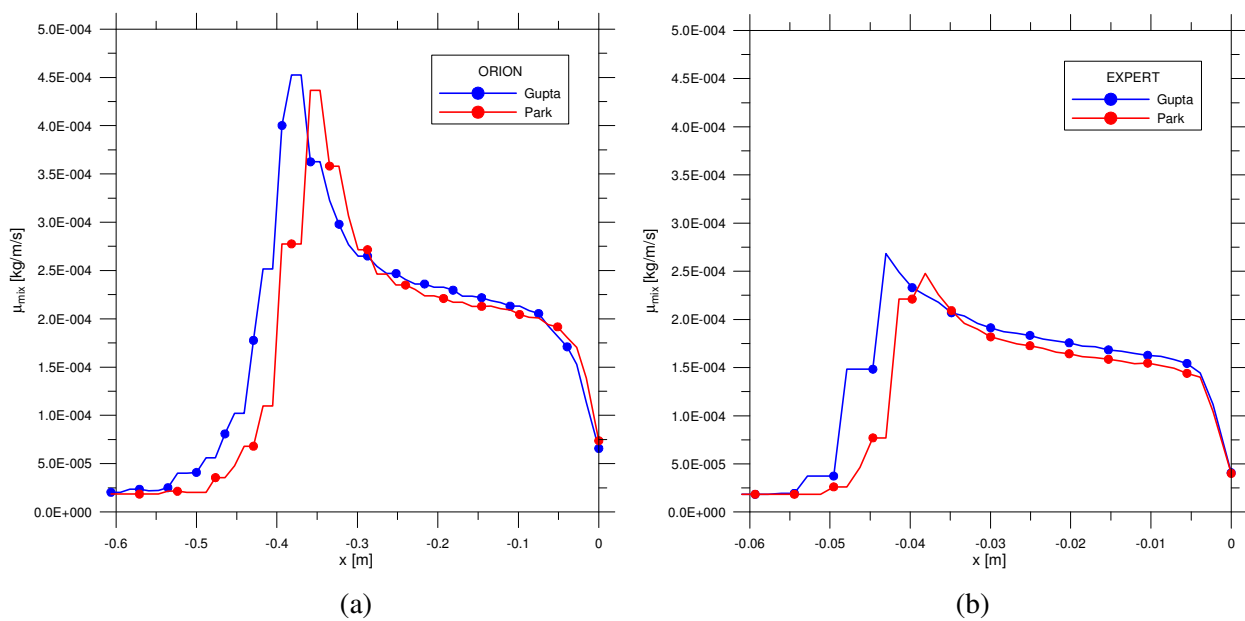 5.0E-004
4.5E-004
4.0E-004
3.5E-004
3.0E-004
2.5E-004
2.0E-004
1.5E-004
1.0E-004
5.0E-005
0.0E+000
μmix [kg/m/s]
ORION
Gupta
Park
-0.6 -0.5 -0.4 -0.3 -0.2 -0.1 0
x [m]
(a)
5.0E-004
4.5E-004
4.0E-004
3.5E-004
3.0E-004
2.5E-004
2.0E-004
1.5E-004
1.0E-004
5.0E-005
0.0E+000
μmix [kg/m/s]
EXPERT
Gupta
Park
-0.06 -0.05 -0.04 -0.03 -0.02 -0.01 0
x [m]
(b)